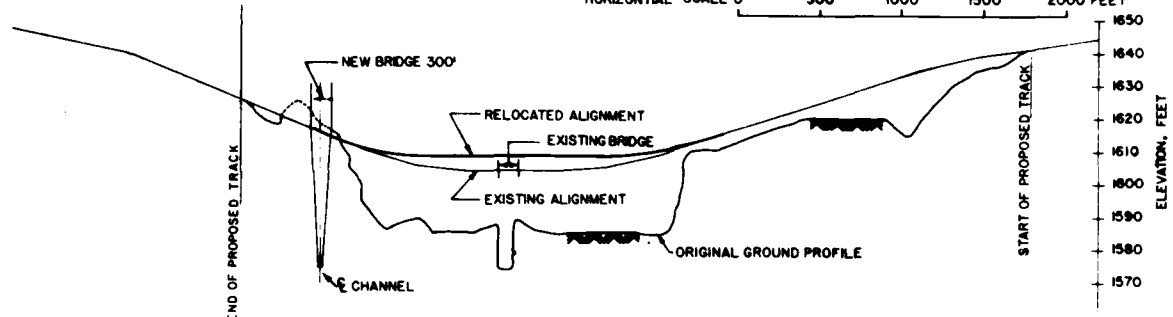 HORIZONTAL SCALE 0 500 1000 1500 2000 FEET
1650
1640
1630
1620
1610
1600
1590
1580
1570
ELEVATION, FEET
NEW BRIDGE 300'
RELOCATED ALIGNMENT
EXISTING BRIDGE
EXISTING ALIGNMENT
ORIGINAL GROUND PROFILE
℄ CHANNEL
END OF PROPOSED TRACK
START OF PROPOSED TRACK